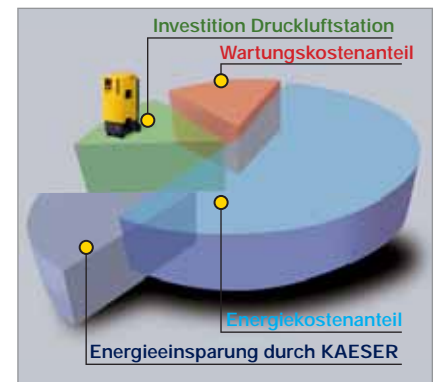 Investition Druckluftstation
Wartungskostenanteil
Energiekostenanteil
Energieeinsparung durch KAESER